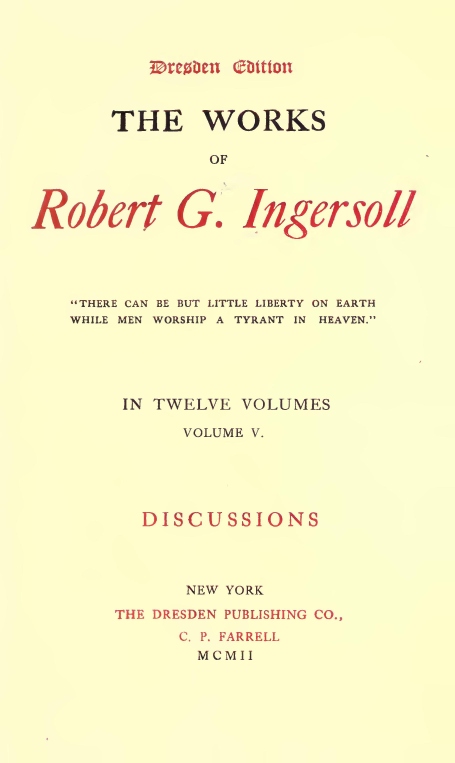 Dresden Edition
THE WORKS
OF
Robert G. Ingersoll
"THERE CAN BE BUT LITTLE LIBERTY ON EARTH
WHILE MEN WORSHIP A TYRANT IN HEAVEN."
IN TWELVE VOLUMES
VOLUME V.
DISCUSSIONS
NEW YORK
THE DRESDEN PUBLISHING CO.,
C. P. FARRELL
MCMII